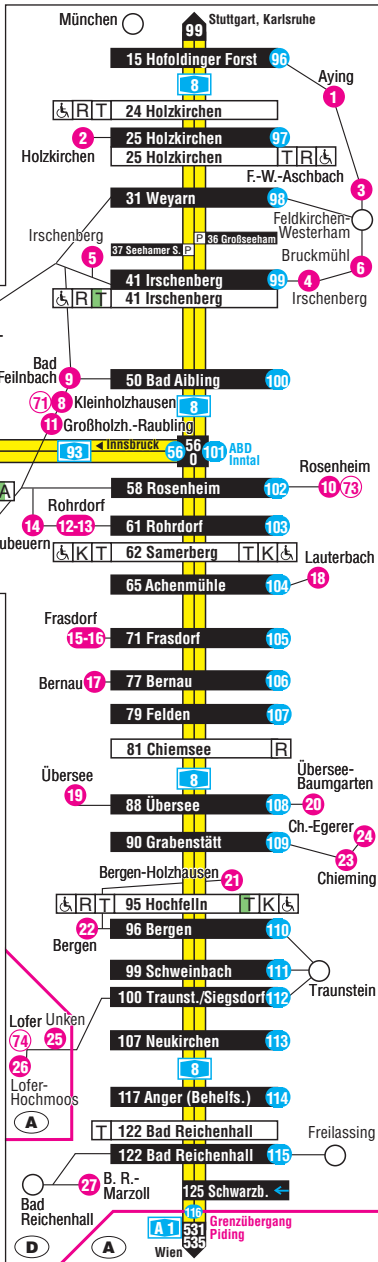 München
99
Stuttgart, Karlsruhe
15 Hofoldinger Forst 96
8
Aying
1
R T 24 Holzkirchen
2
25 Holzkirchen 97
Holzkirchen
25 Holzkirchen T R
F.-W.-Aschbach
3
31 Weyarn 98
Feldkirchen-
Westerham
Irschenberg
P 36 Großseeham
37 Seehamer S. P
Bruckmühl
5
6
41 Irschenberg 99
4
R T 41 Irschenberg
Irschenberg
Bad
Feilnbach
9
50 Bad Aibling 100
71 8 Kleinholzhausen
8
11 Großholzh.-Raubling
93
Innsbruck
56
56
0
101
ABD
Inntal
Rosenheim
A
58 Rosenheim 102
10 73
Rohrdorf
14
12-13
61 Rohrdorf 103
ubeuern
K T 62 Samerberg T K
Lauterbach
18
65 Achenmühle 104
Frasdorf
15-16
71 Frasdorf 105
Bernau 17
77 Bernau 106
79 Felden 107
81 Chiemsee R
8
Übersee
19
Übersee-
Baumgarten
88 Übersee 108
20
Ch.-Egerer
24
90 Grabenstätt 109
23
Chieming
Bergen-Holzhausen
21
R T 95 Hochfelln T K
22
Bergen
96 Bergen 110
99 Schweinbach 111
Traunstein
100 Traunst./Siegsdorf 112
Lofer
Unken
74
25
107 Neukirchen 113
26
Lofer-
Hochmoos
8
A
117 Anger (Behelfs.) 114
T 122 Bad Reichenhall
Freilassing
122 Bad Reichenhall 115
27
B. R.-
Marzoll
Bad
Reichenhall
125 Schwarzb.
116
Grenzübergang
Piding
D
A
A 1
531
535
Wien